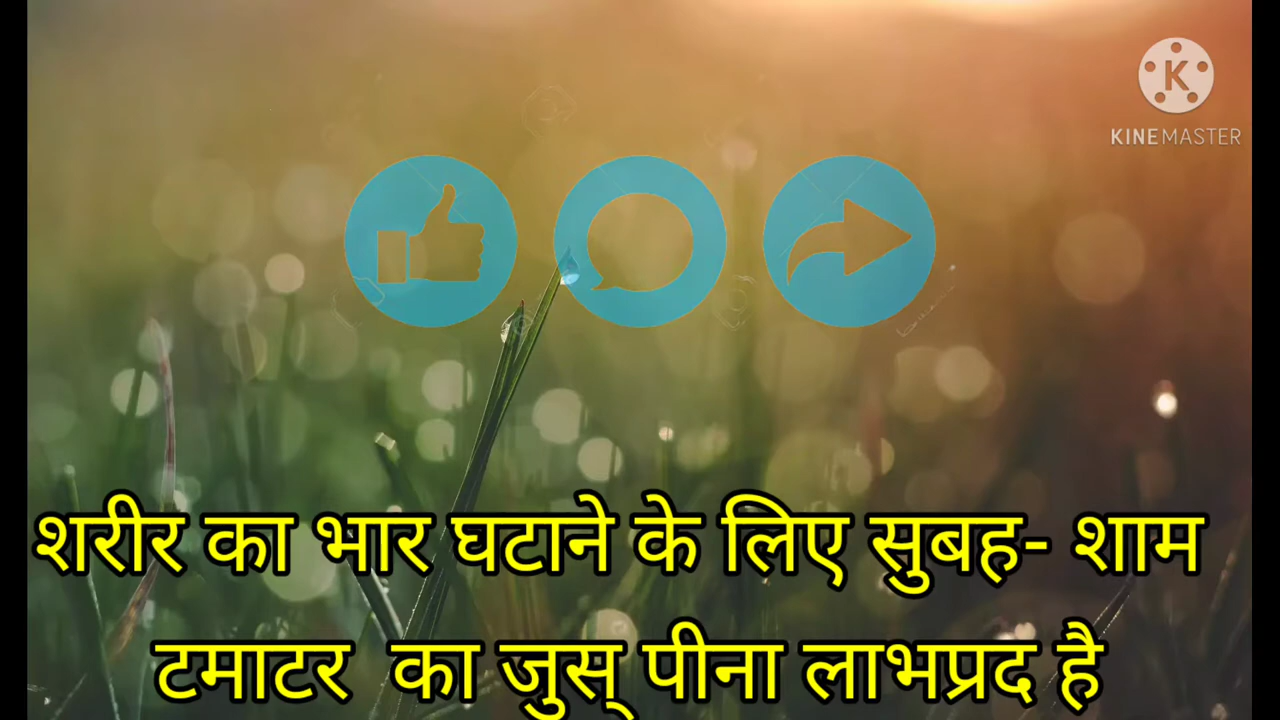 KINEMASTER
शरीर का भार घटाने के लिए सुबह- शाम
टमाटर का जुस् पीना लाभप्रद है